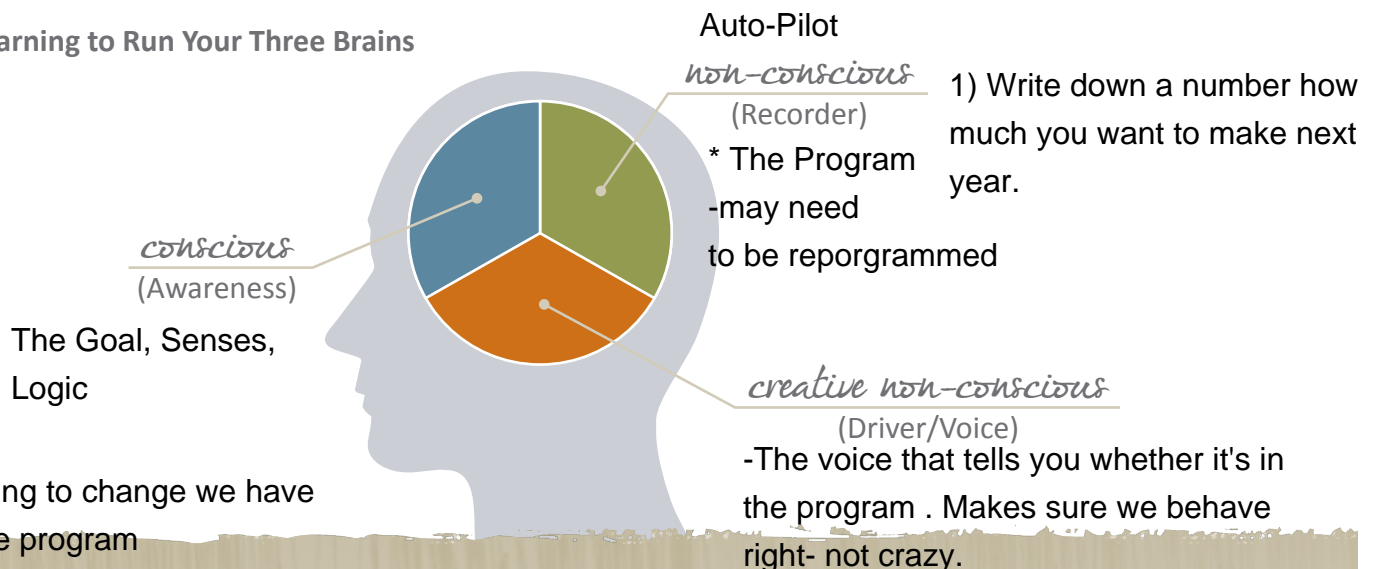 arning to Run Your Three Brains
Auto-Pilot
non-conscious
(Recorder)
* The Program
-may need
to be reporgrammed
1) Write down a number how
much you want to make next
year.
conscious
(Awareness)
The Goal, Senses,
Logic
ng to change we have
e program
creative non-conscious
(Driver/Voice)
-The voice that tells you whether it's in
the program . Makes sure we behave
right- not crazy.